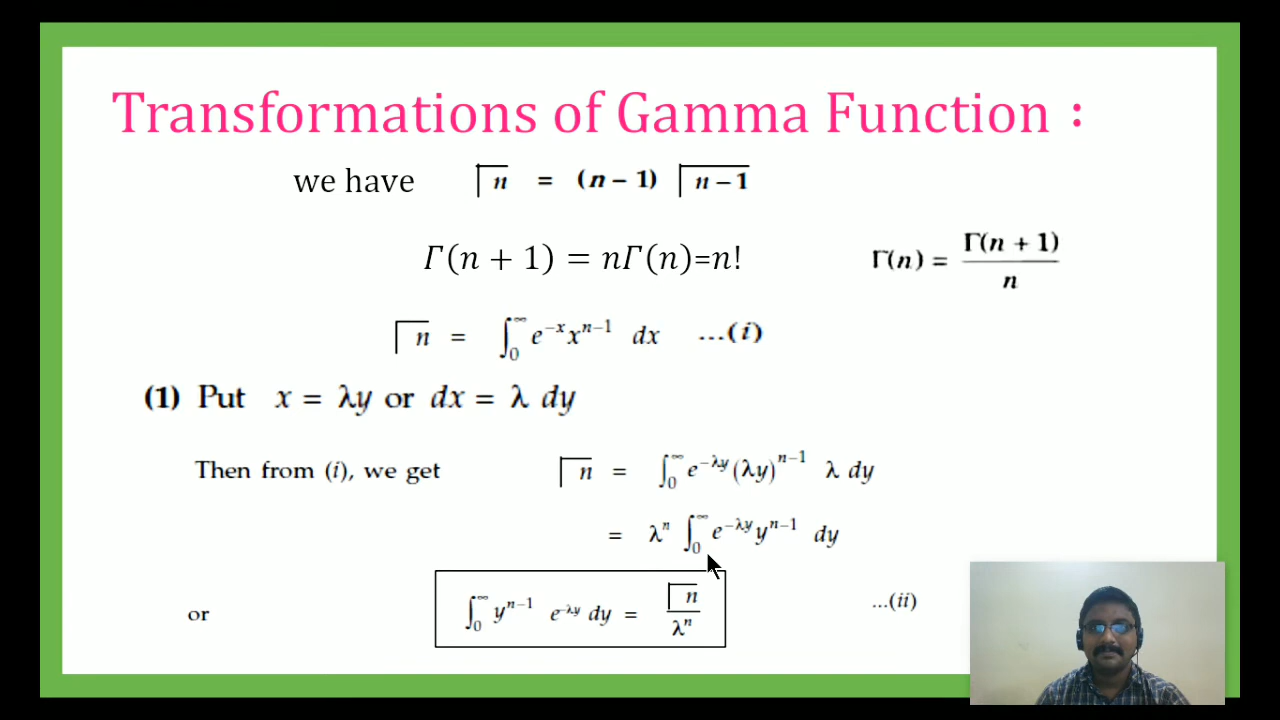 Transformations of Gamma Function :
we have Γn = (n – 1) Γn – 1
Γ(n + 1) = nΓ(n)=n! Γ(n) = Γ(n + 1) / n
Γn = ∫₀^∞ e^{–x} x^{n–1} dx ...(i)
(1) Put x = λy or dx = λ dy
Then from (i), we get Γn = ∫₀^∞ e^{–λy} (λy)^{n–1} λ dy
= λ^n ∫₀^∞ e^{–λy} y^{n–1} dy
or ∫₀^∞ y^{n–1} e^{–λy} dy = Γn / λ^n ...(ii)